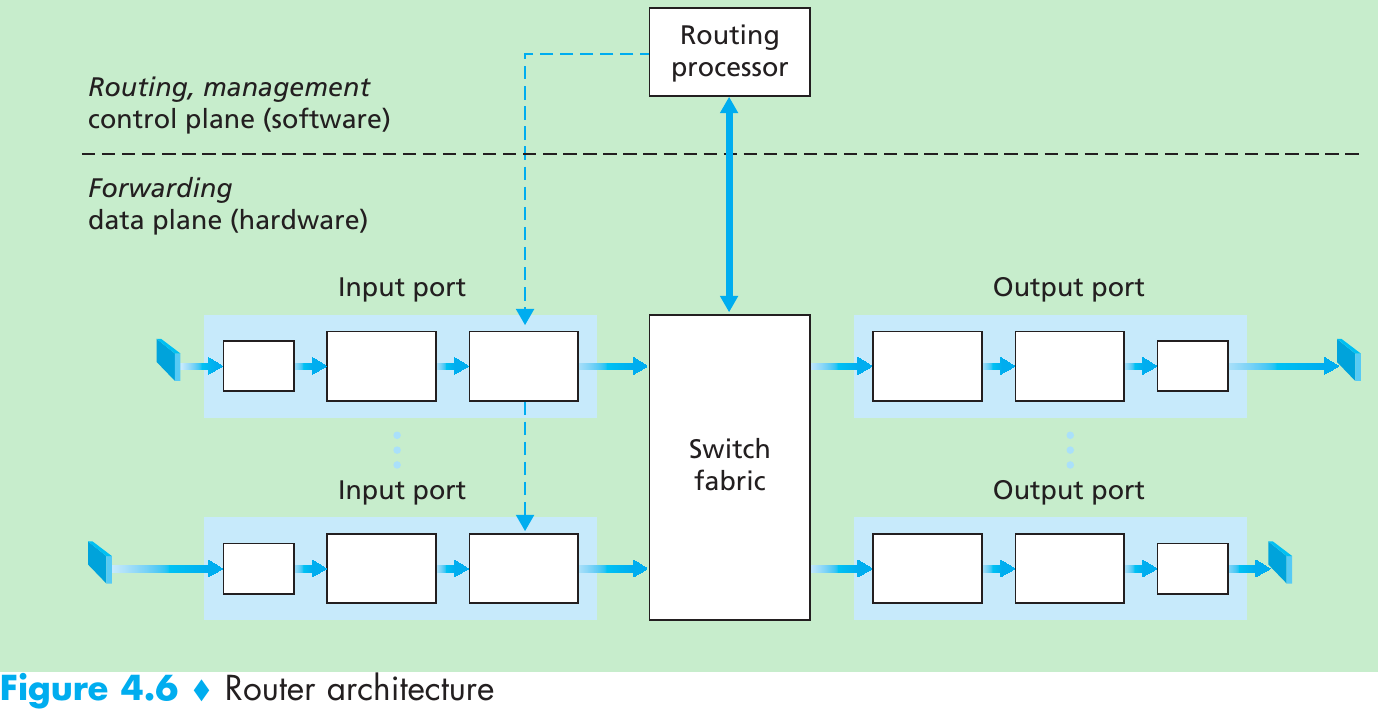 Routing
processor
Routing, management
control plane (software)
Forwarding
data plane (hardware)
Input port
Output port
Switch
fabric
Input port
Output port
Figure 4.6 ♦ Router architecture